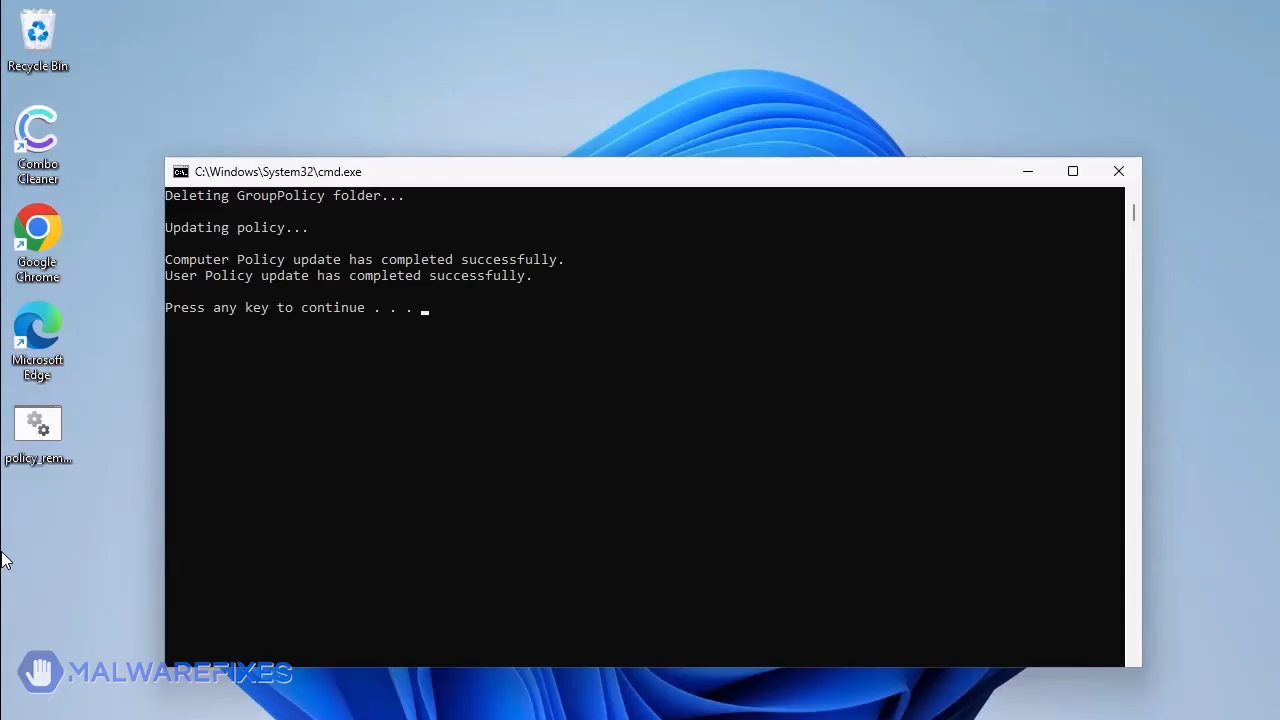 Recycle Bin
Combo
Cleaner
Google
Chrome
Microsoft
Edge
policy_rem...
C:\Windows\System32\cmd.exe
Deleting GroupPolicy folder...
Updating policy...
Computer Policy update has completed successfully.
User Policy update has completed successfully.
Press any key to continue . . .
MALWAREFIXES